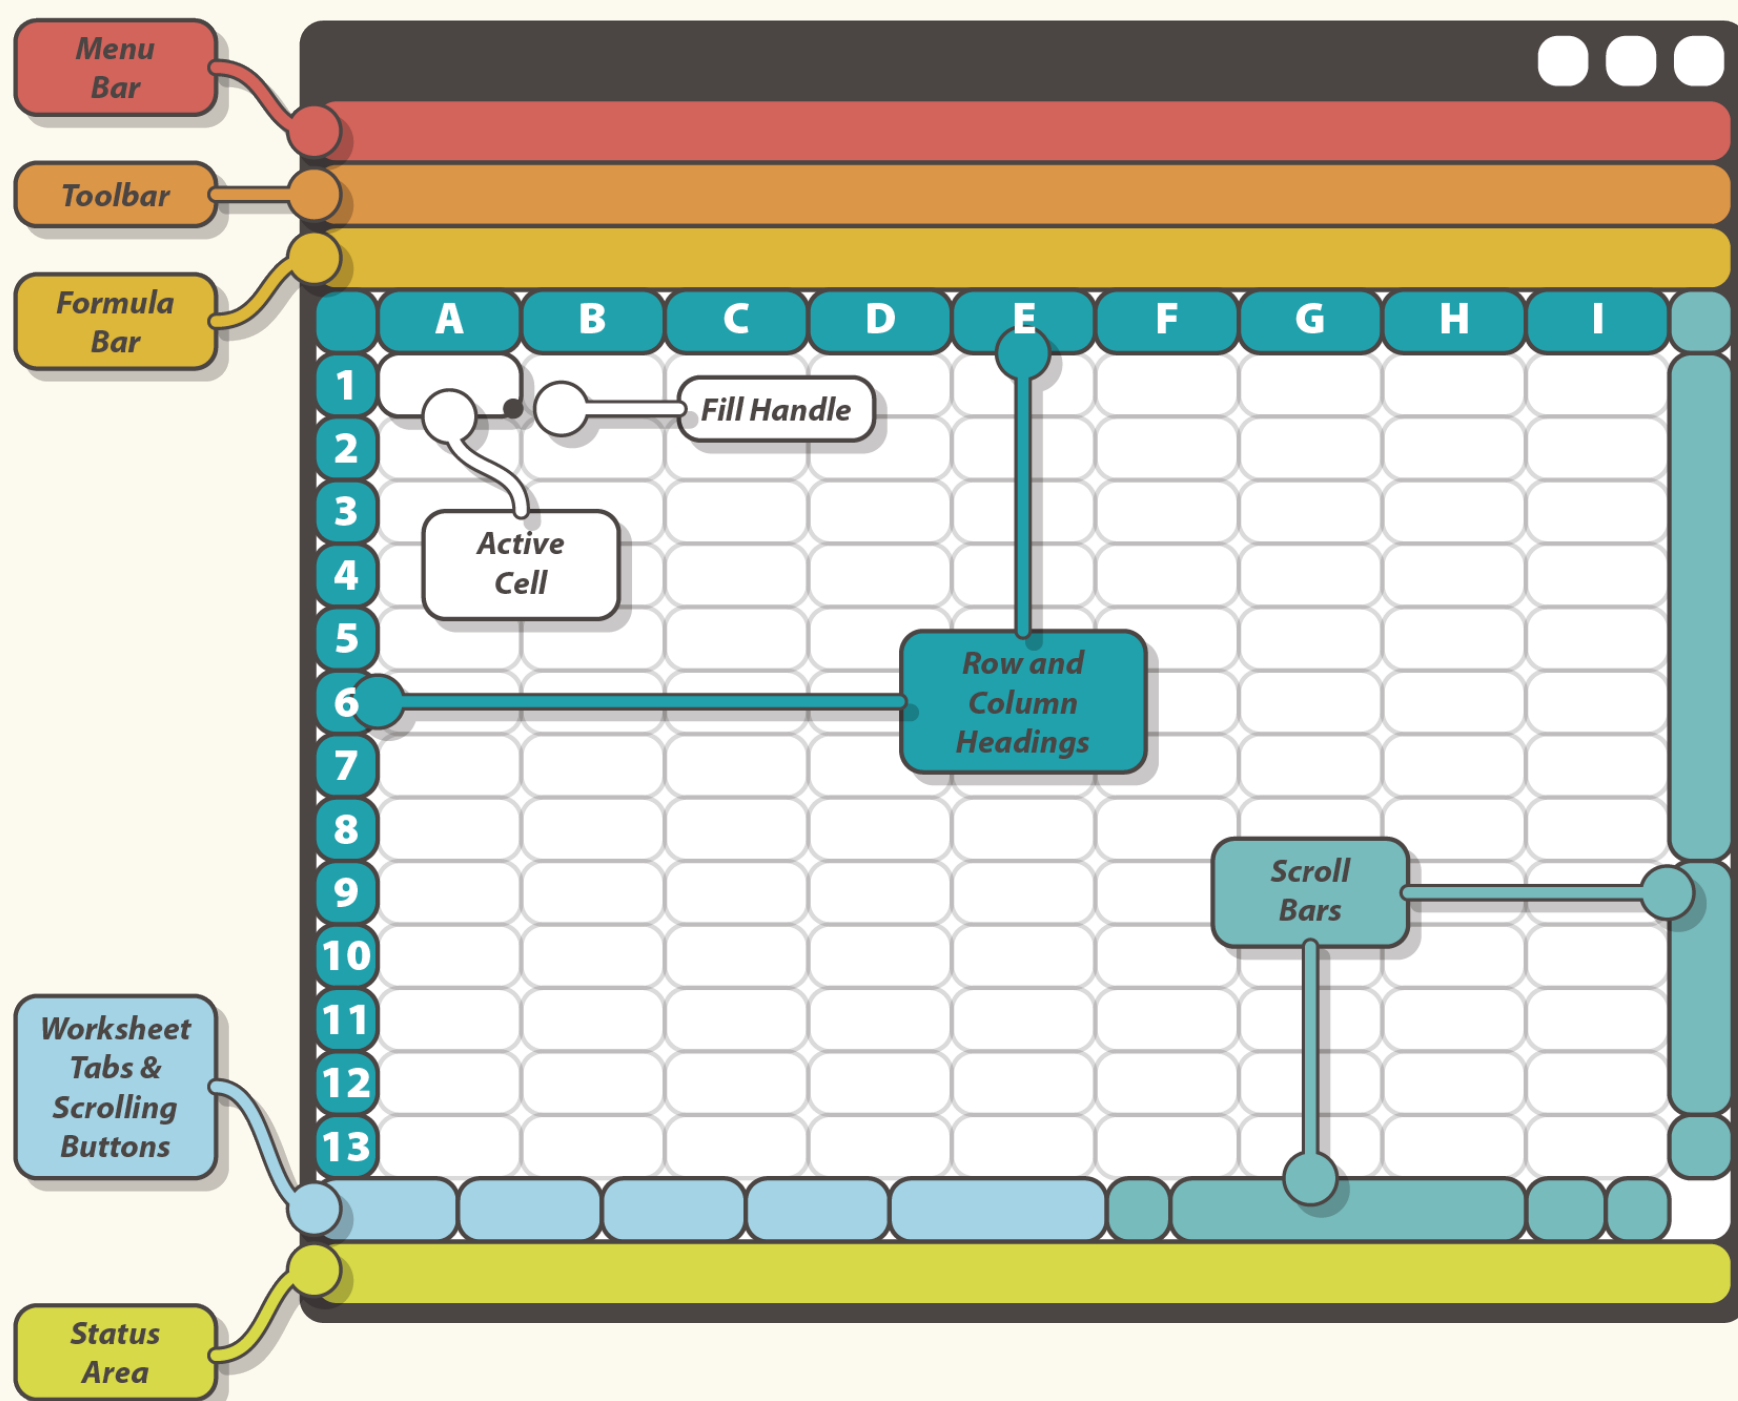 Menu
Bar
Toolbar
Formula
Bar
A B C D E F G H I
1
Fill Handle
2
3
Active
Cell
4
5
Row and
Column
Headings
6
7
8
Scroll
Bars
9
10
11
Worksheet
Tabs &
Scrolling
Buttons
12
13
Status
Area